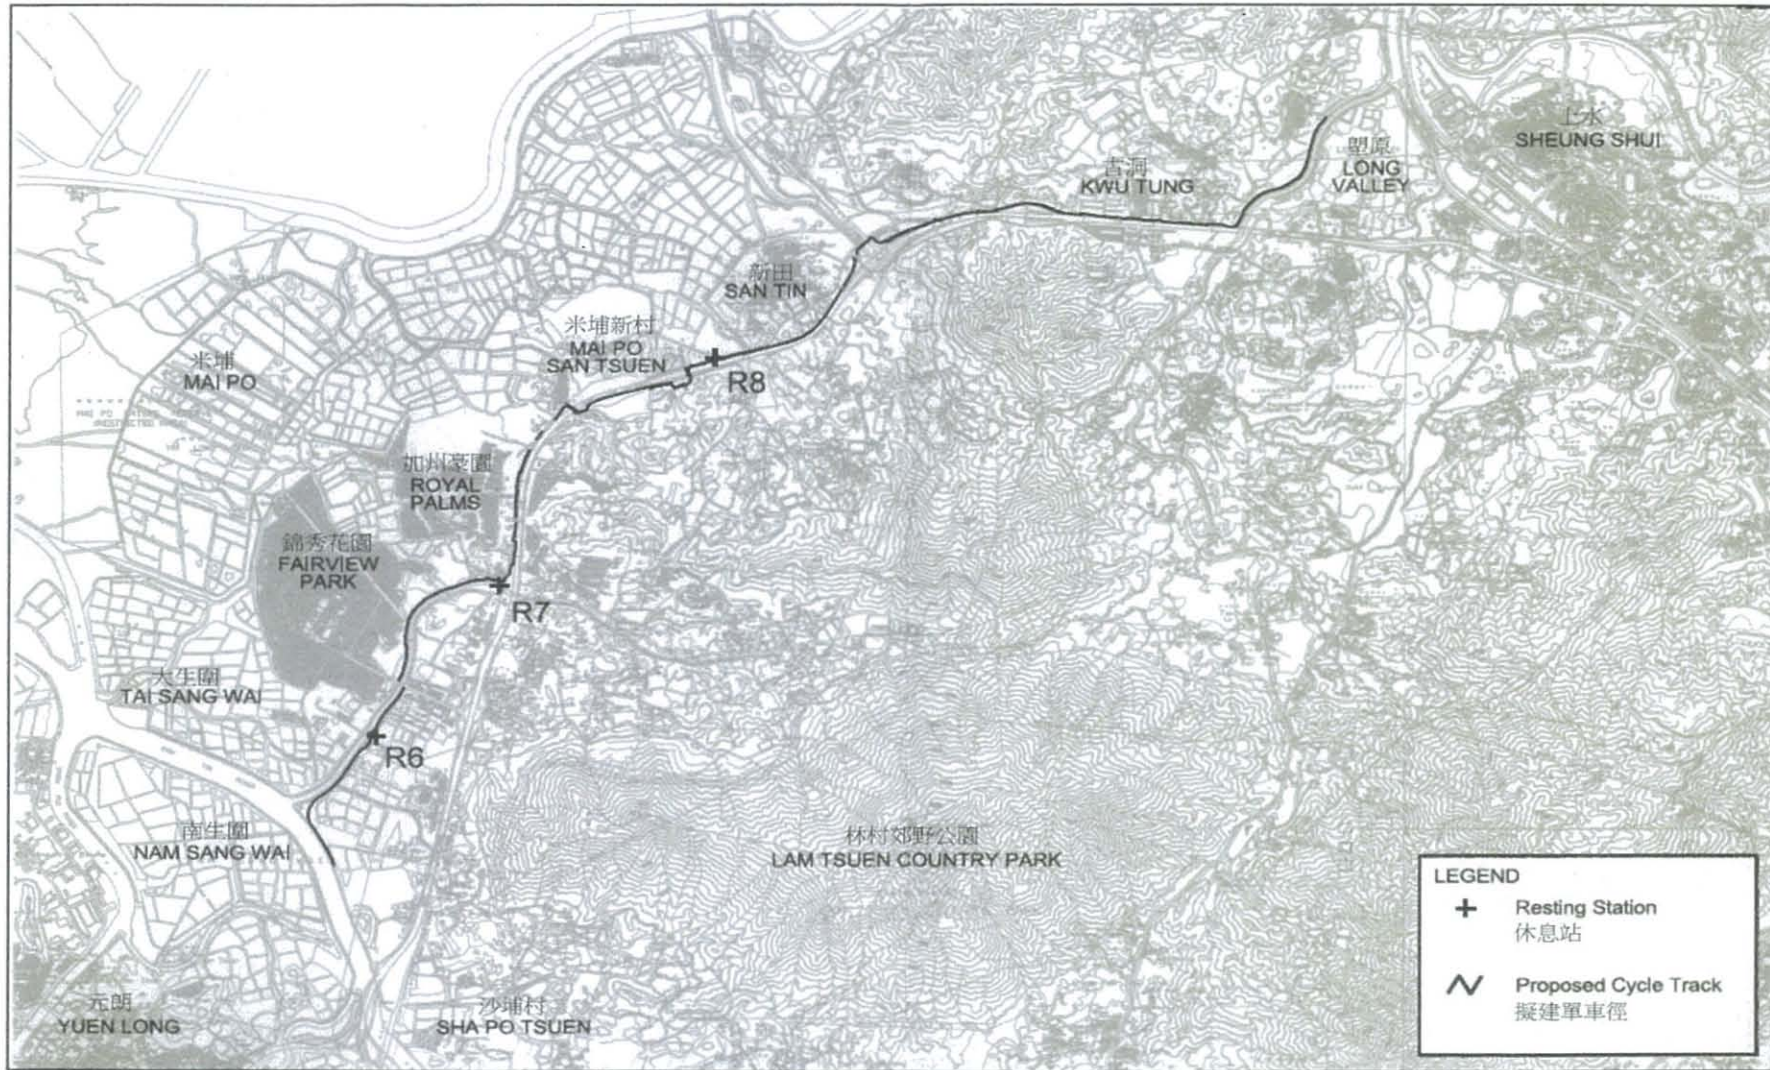 上水
SHEUNG SHUI
塱原
LONG
VALLEY
古洞
KWU TUNG
新田
SAN TIN
米埔新村
MAI PO
SAN TSUEN
米埔
MAI PO
R8
加州豪園
ROYAL
PALMS
錦秀花園
FAIRVIEW
PARK
R7
大生圍
TAI SANG WAI
R6
南生圍
NAM SANG WAI
林村郊野公園
LAM TSUEN COUNTRY PARK
元朗
YUEN LONG
沙埔村
SHA PO TSUEN
LEGEND
Resting Station
休息站
Proposed Cycle Track
擬建單車徑